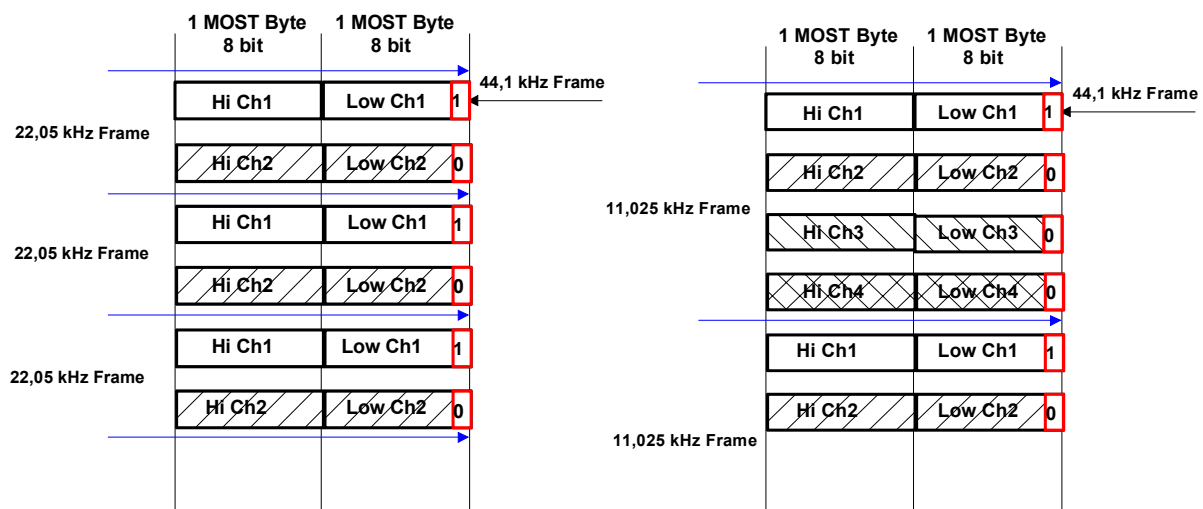 1 MOST Byte 1 MOST Byte
8 bit 8 bit
Hi Ch1 Low Ch1 1
44,1 kHz Frame
22,05 kHz Frame
Hi Ch2 Low Ch2 0
Hi Ch1 Low Ch1 1
22,05 kHz Frame
Hi Ch2 Low Ch2 0
Hi Ch1 Low Ch1 1
22,05 kHz Frame
Hi Ch2 Low Ch2 0
1 MOST Byte 1 MOST Byte
8 bit 8 bit
44,1 kHz Frame
Hi Ch1 Low Ch1 1
Hi Ch2 Low Ch2 0
11,025 kHz Frame
Hi Ch3 Low Ch3 0
Hi Ch4 Low Ch4 0
Hi Ch1 Low Ch1 1
Hi Ch2 Low Ch2 0
11,025 kHz Frame